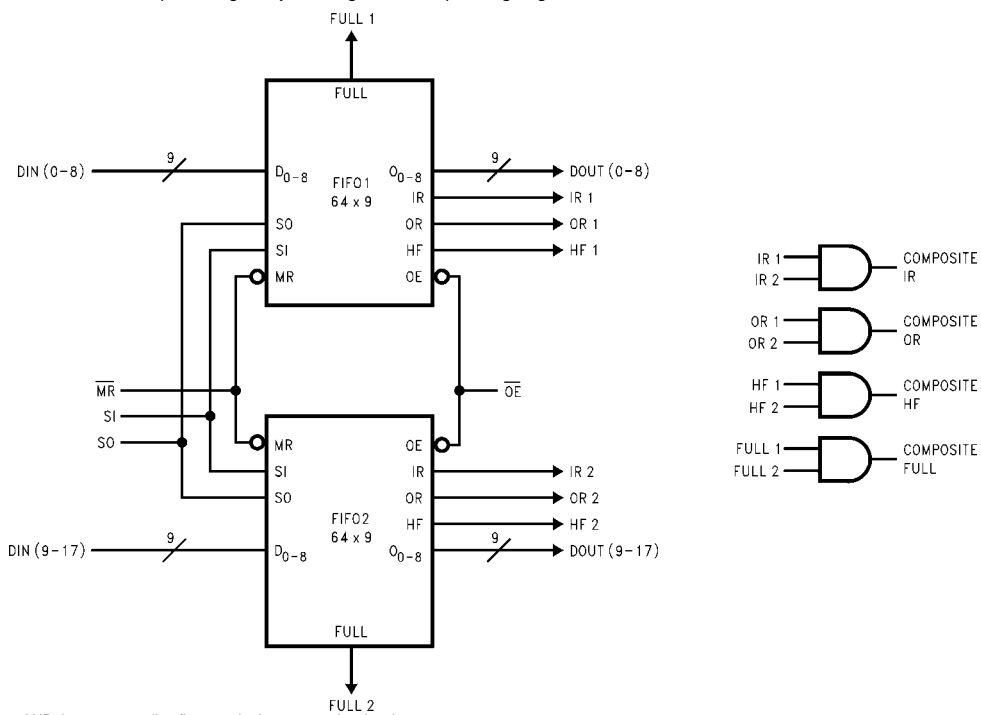 FULL 1
FULL
DIN (0-8)
9
D0-8
FIFO1
64 x 9
O0-8
9
DOUT (0-8)
IR
IR 1
SO
OR
OR 1
SI
HF
HF 1
MR
OE
MR
OE
SI
SO
MR
OE
SI
IR
IR 2
SO
OR
OR 2
FIFO2
64 x 9
HF
HF 2
DIN (9-17)
9
D0-8
O0-8
9
DOUT (9-17)
FULL
FULL 2
IR 1
IR 2
COMPOSITE
IR
OR 1
OR 2
COMPOSITE
OR
HF 1
HF 2
COMPOSITE
HF
FULL 1
FULL 2
COMPOSITE
FULL